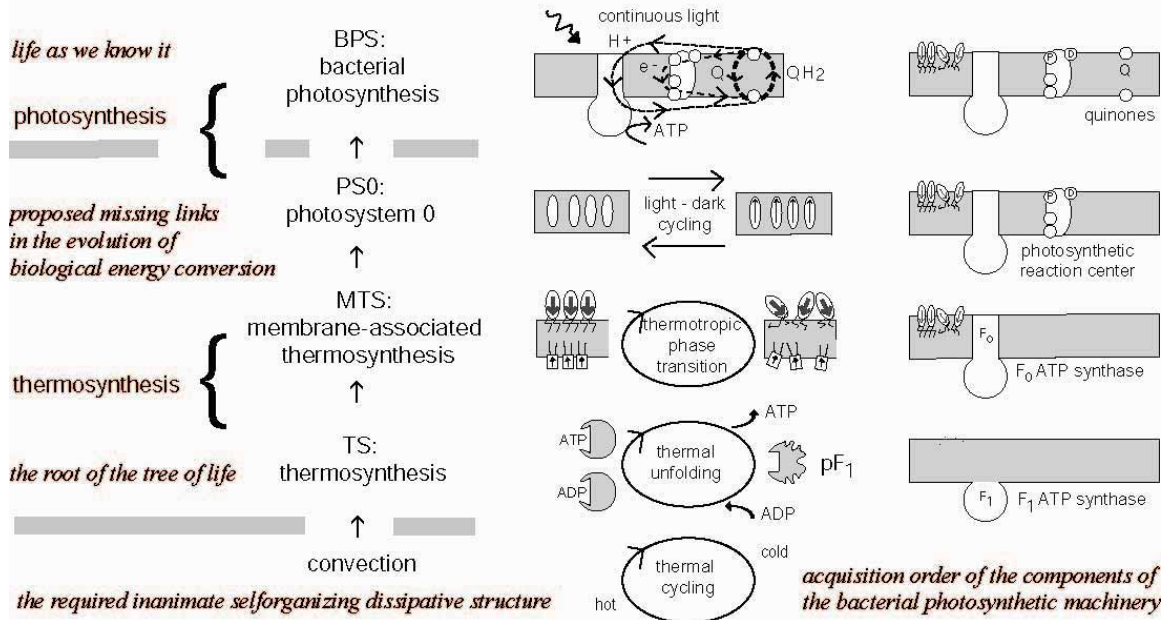 life as we know it
photosynthesis
proposed missing links
in the evolution of
biological energy conversion
thermosynthesis
the root of the tree of life
BPS:
bacterial
photosynthesis
↑
PS0:
photosystem 0
↑
MTS:
membrane-associated
thermosynthesis
↑
TS:
thermosynthesis
↑
convection
the required inanimate selforganizing dissipative structure
continuous light
H+
e-
Q
QH2
ATP
light - dark
cycling
thermotropic
phase
transition
ATP
ATP
thermal
unfolding
pF1
ADP
ADP
cold
thermal
cycling
hot
P
D
Q
quinones
P
D
photosynthetic
reaction center
Fo
Fo ATP synthase
F1
F1 ATP synthase
acquisition order of the components of
the bacterial photosynthetic machinery